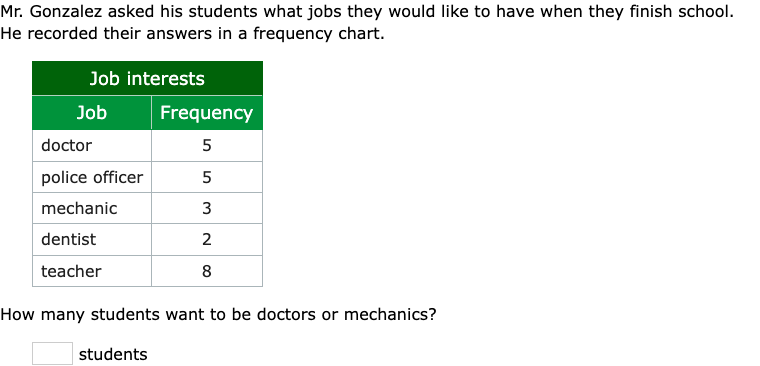 Mr. Gonzalez asked his students what jobs they would like to have when they finish school.
He recorded their answers in a frequency chart.
Job interests
Job Frequency
doctor 5
police officer 5
mechanic 3
dentist 2
teacher 8
How many students want to be doctors or mechanics?
students